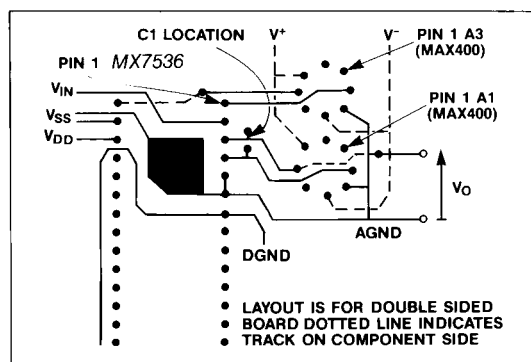 C1 LOCATION
V+
V-
PIN 1 A3
(MAX400)
PIN 1 MX7536
VIN
VSS
VDD
PIN 1 A1
(MAX400)
VO
AGND
DGND
LAYOUT IS FOR DOUBLE SIDED
BOARD DOTTED LINE INDICATES
TRACK ON COMPONENT SIDE